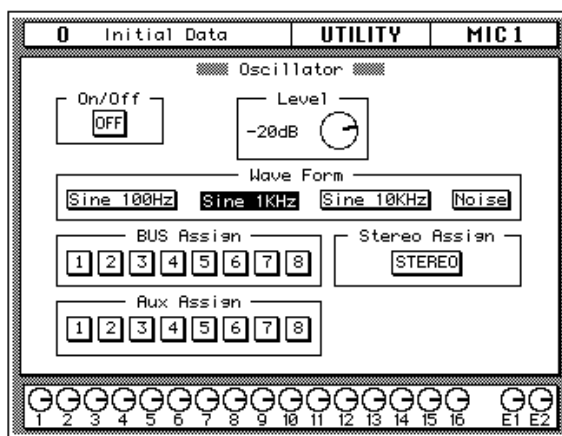 0 Initial Data UTILITY MIC 1
Oscillator
On/Off Level
OFF -20dB
Wave Form
Sine 100Hz Sine 1KHz Sine 10KHz Noise
BUS Assign Stereo Assign
1 2 3 4 5 6 7 8 STEREO
Aux Assign
1 2 3 4 5 6 7 8
1 2 3 4 5 6 7 8 9 10 11 12 13 14 15 16 E1 E2